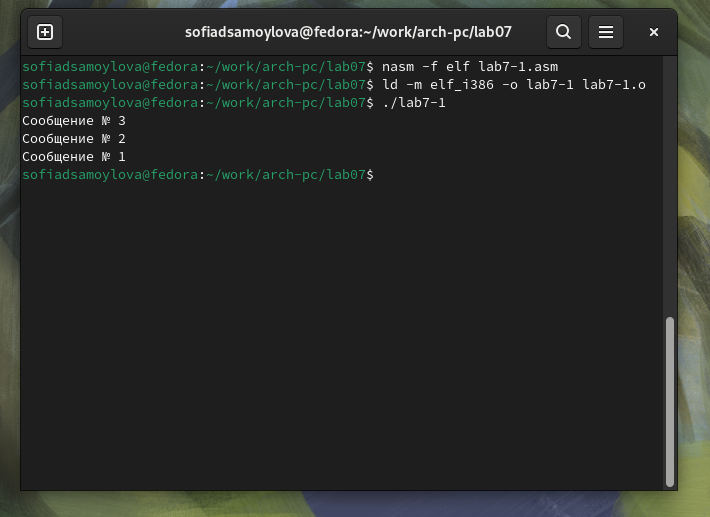 sofiadsamoylova@fedora:~/work/arch-pc/lab07
sofiadsamoylova@fedora:~/work/arch-pc/lab07$ nasm -f elf lab7-1.asm
sofiadsamoylova@fedora:~/work/arch-pc/lab07$ ld -m elf_i386 -o lab7-1 lab7-1.o
sofiadsamoylova@fedora:~/work/arch-pc/lab07$ ./lab7-1
Сообщение № 3
Сообщение № 2
Сообщение № 1
sofiadsamoylova@fedora:~/work/arch-pc/lab07$